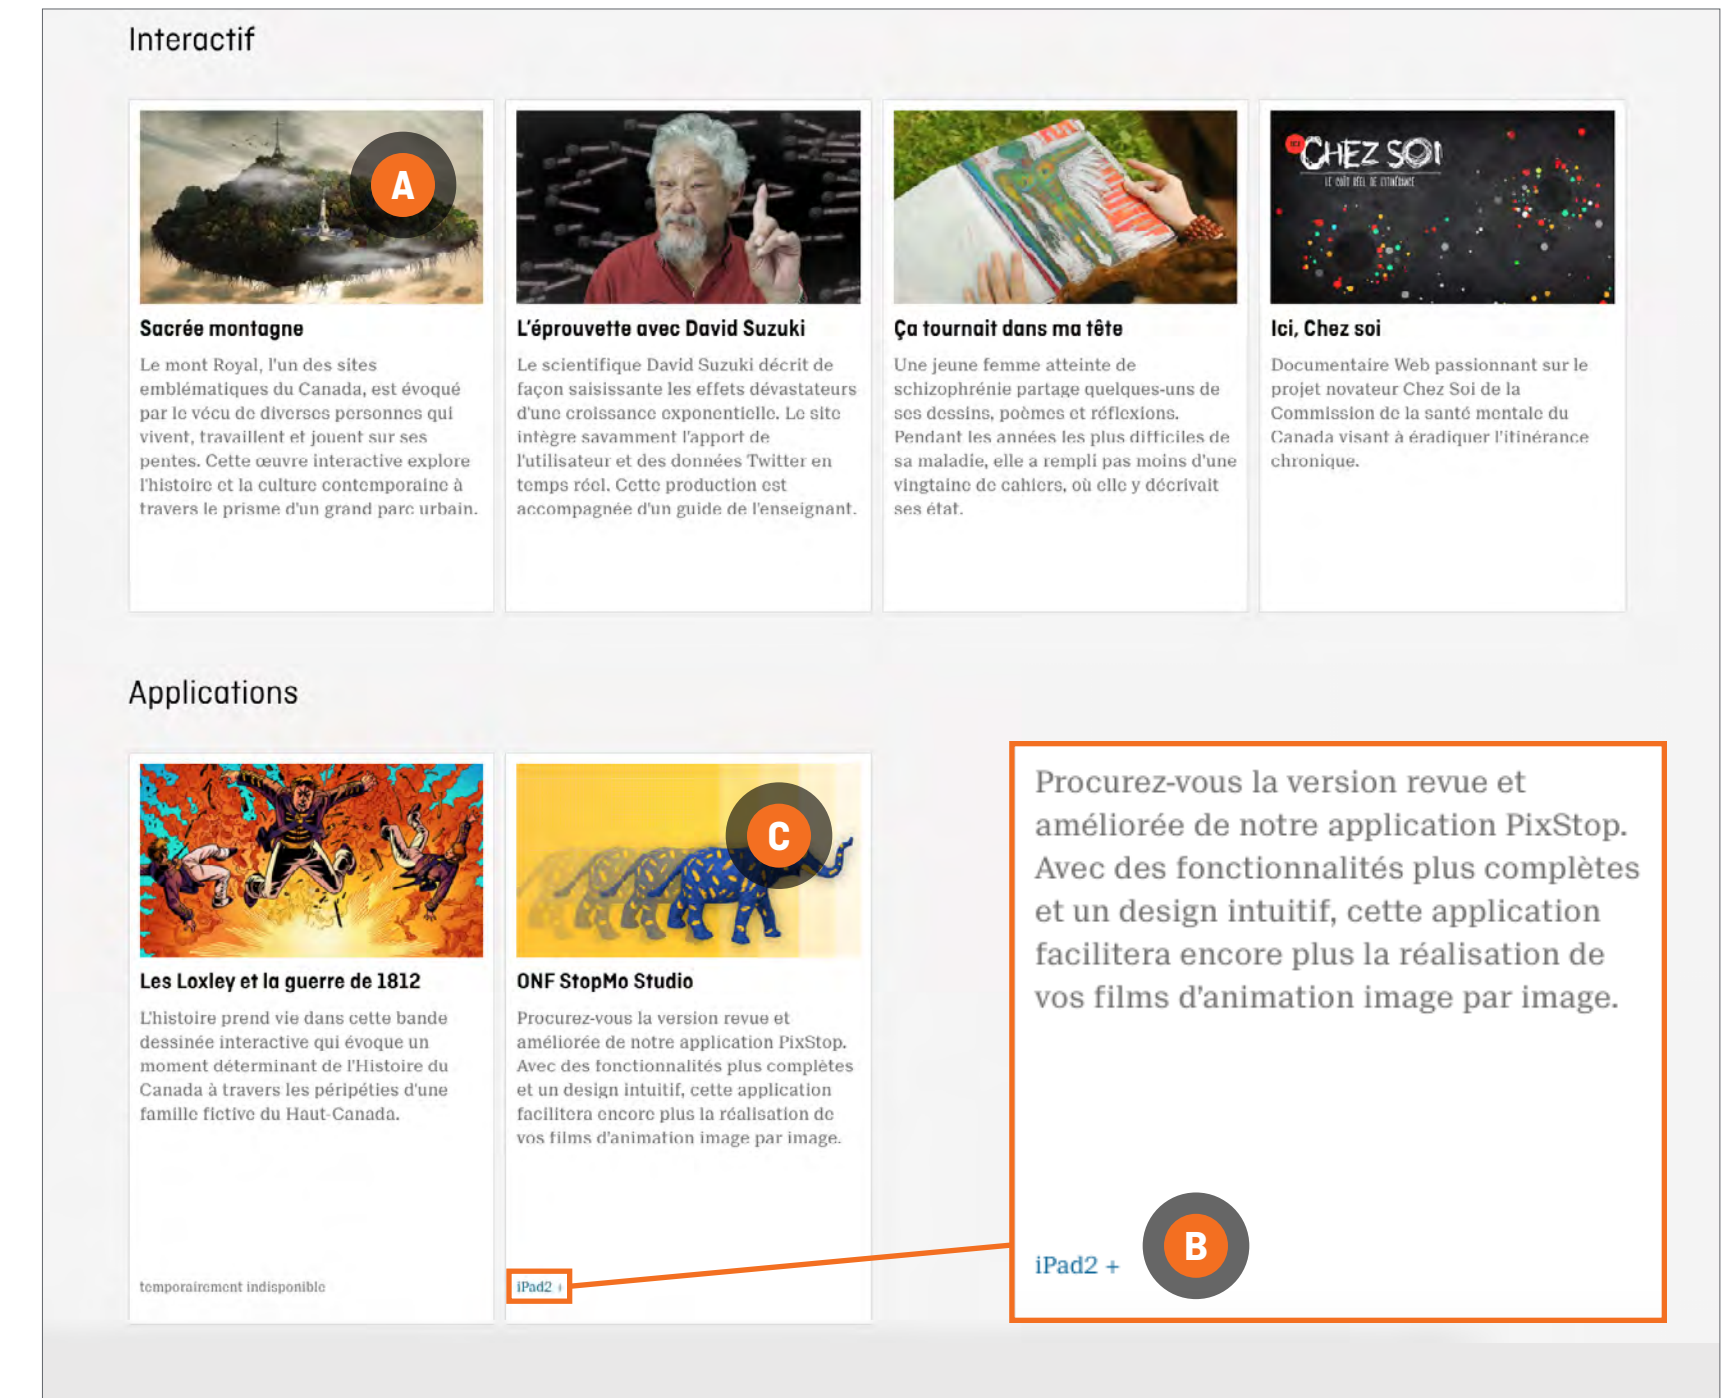 Interactif
A
CHEZ SOI
LE COÛT RÉEL DE L'ITINÉRANCE
Sacrée montagne
Le mont Royal, l'un des sites
emblématiques du Canada, est évoqué
par le vécu de diverses personnes qui
vivent, travaillent et jouent sur ses
pentes. Cette œuvre interactive explore
l'histoire et la culture contemporaine à
travers le prisme d'un grand parc urbain.
L'éprouvette avec David Suzuki
Le scientifique David Suzuki décrit de
façon saisissante les effets dévastateurs
d'une croissance exponentielle. Le site
intègre savamment l'apport de
l'utilisateur et des données Twitter en
temps réel. Cette production est
accompagnée d'un guide de l'enseignant.
Ça tournait dans ma tête
Une jeune femme atteinte de
schizophrénie partage quelques-uns de
ses dessins, poèmes et réflexions.
Pendant les années les plus difficiles de
sa maladie, elle a rempli pas moins d'une
vingtaine de cahiers, où elle y décrivait
ses état.
Ici, Chez soi
Documentaire Web passionnant sur le
projet novateur Chez Soi de la
Commission de la santé mentale du
Canada visant à éradiquer l'itinérance
chronique.
Applications
Les Loxley et la guerre de 1812
L'histoire prend vie dans cette bande
dessinée interactive qui évoque un
moment déterminant de l'Histoire du
Canada à travers les péripéties d'une
famille fictive du Haut-Canada.
temporairement indisponible
C
ONF StopMo Studio
Procurez-vous la version revue et
améliorée de notre application PixStop.
Avec des fonctionnalités plus complètes
et un design intuitif, cette application
facilitera encore plus la réalisation de
vos films d'animation image par image.
iPad2 +
Procurez-vous la version revue et
améliorée de notre application PixStop.
Avec des fonctionnalités plus complètes
et un design intuitif, cette application
facilitera encore plus la réalisation de
vos films d'animation image par image.
iPad2 +
B